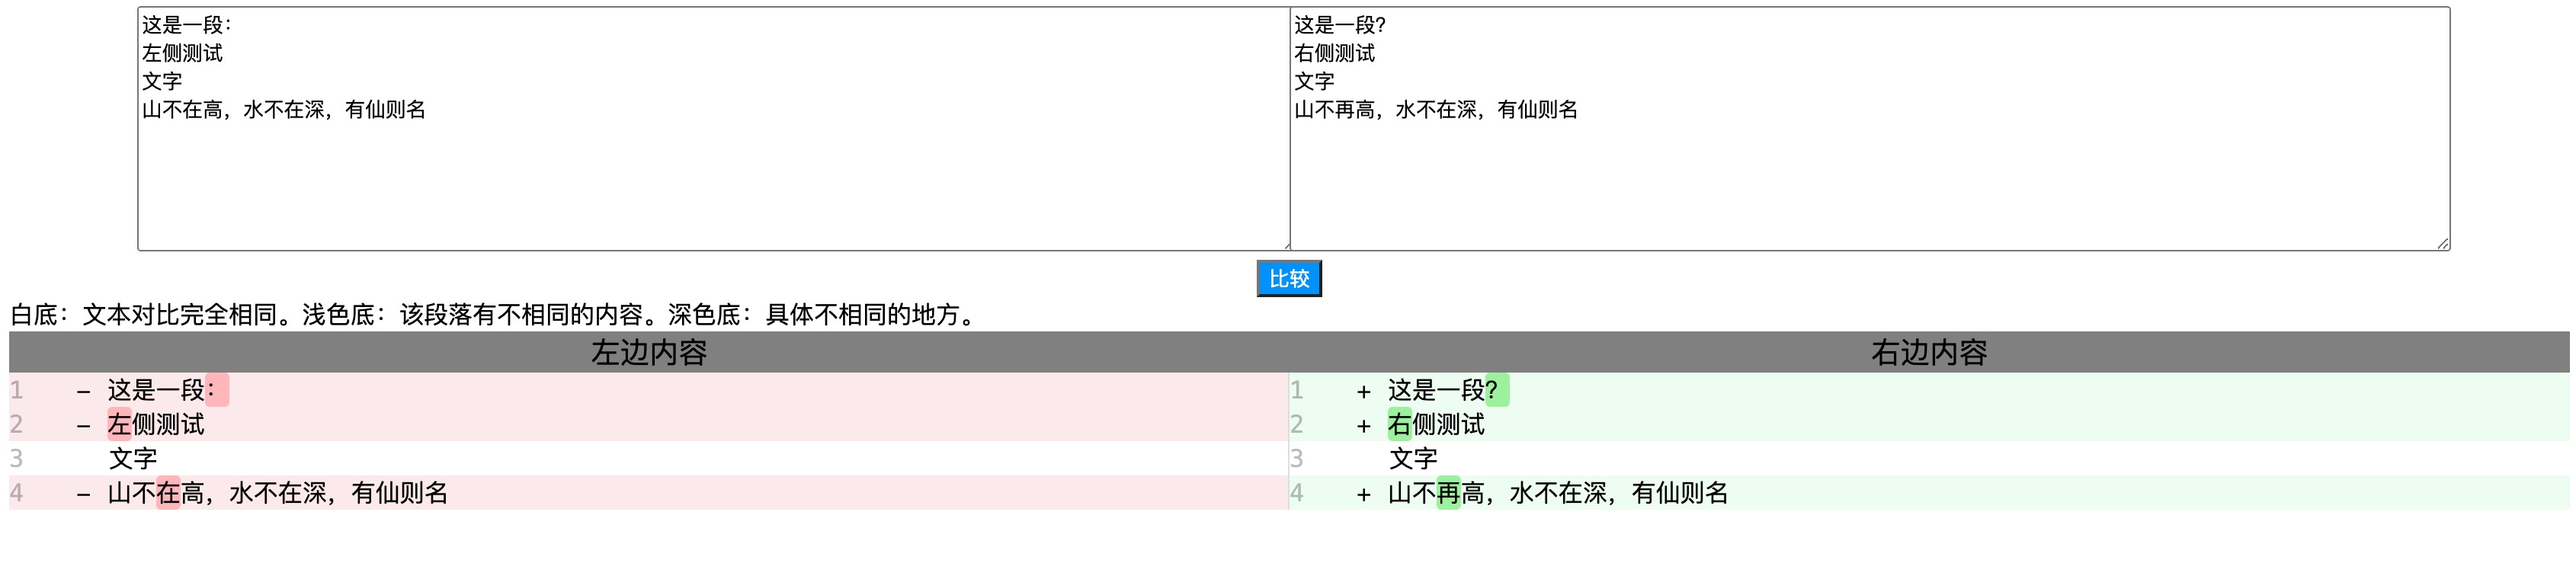 这是一段：
左侧测试
文字
山不在高，水不在深，有仙则名
这是一段？
右侧测试
文字
山不再高，水不在深，有仙则名
比较
白底：文本对比完全相同。浅色底：该段落有不相同的内容。深色底：具体不相同的地方。
左边内容 右边内容
1 - 这是一段： 1 + 这是一段？
2 - 左侧测试 2 + 右侧测试
3 文字 3 文字
4 - 山不在高，水不在深，有仙则名 4 + 山不再高，水不在深，有仙则名